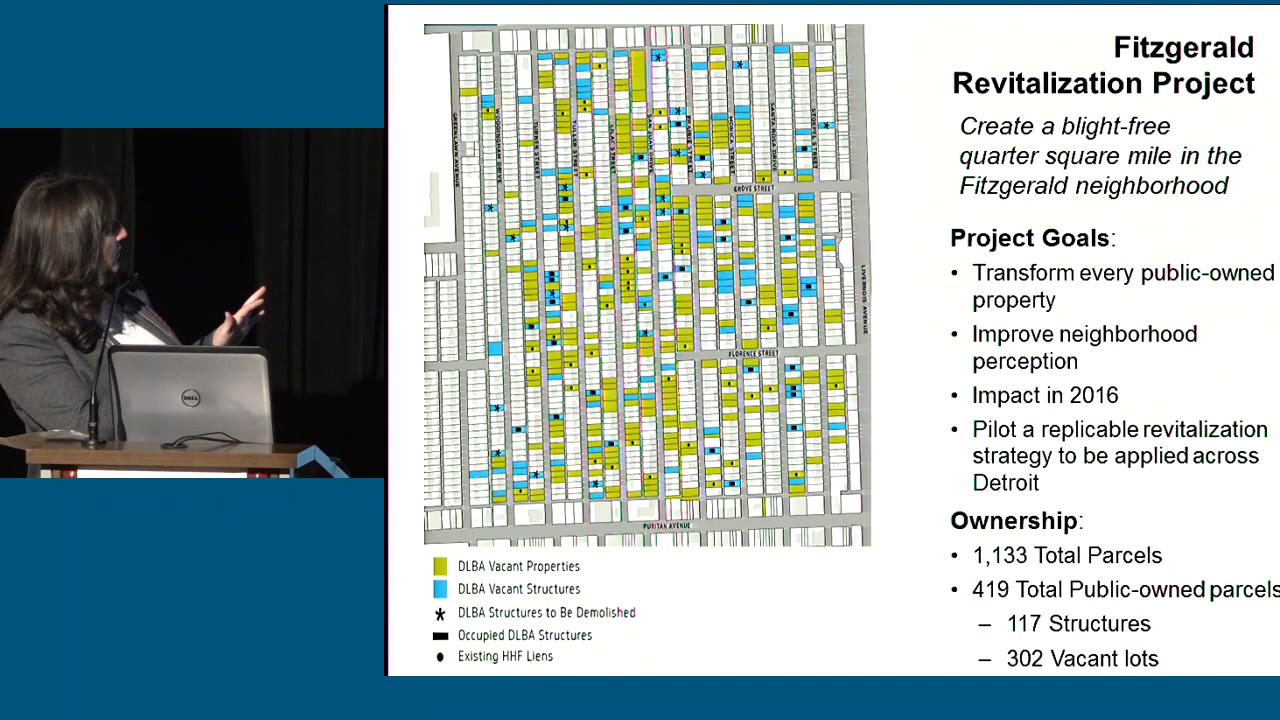 Fitzgerald
Revitalization Project
Create a blight-free
quarter square mile in the
Fitzgerald neighborhood
Project Goals:
• Transform every public-owned
property
• Improve neighborhood
perception
• Impact in 2016
• Pilot a replicable revitalization
strategy to be applied across
Detroit
Ownership:
• 1,133 Total Parcels
• 419 Total Public-owned parcels
– 117 Structures
– 302 Vacant lots
GREENLAWN AVENUE
WOODINGHAM DRIVE
TURNER STREET
LILAC STREET
MONICA STREET
SANTA ROSA DRIVE
STOEPEL STREET
GROVE STREET
LIVERNOIS AVENUE
FLORENCE STREET
PURITAN AVENUE
DLBA Vacant Properties
DLBA Vacant Structures
DLBA Structures to Be Demolished
Occupied DLBA Structures
Existing HHF Liens
DELL